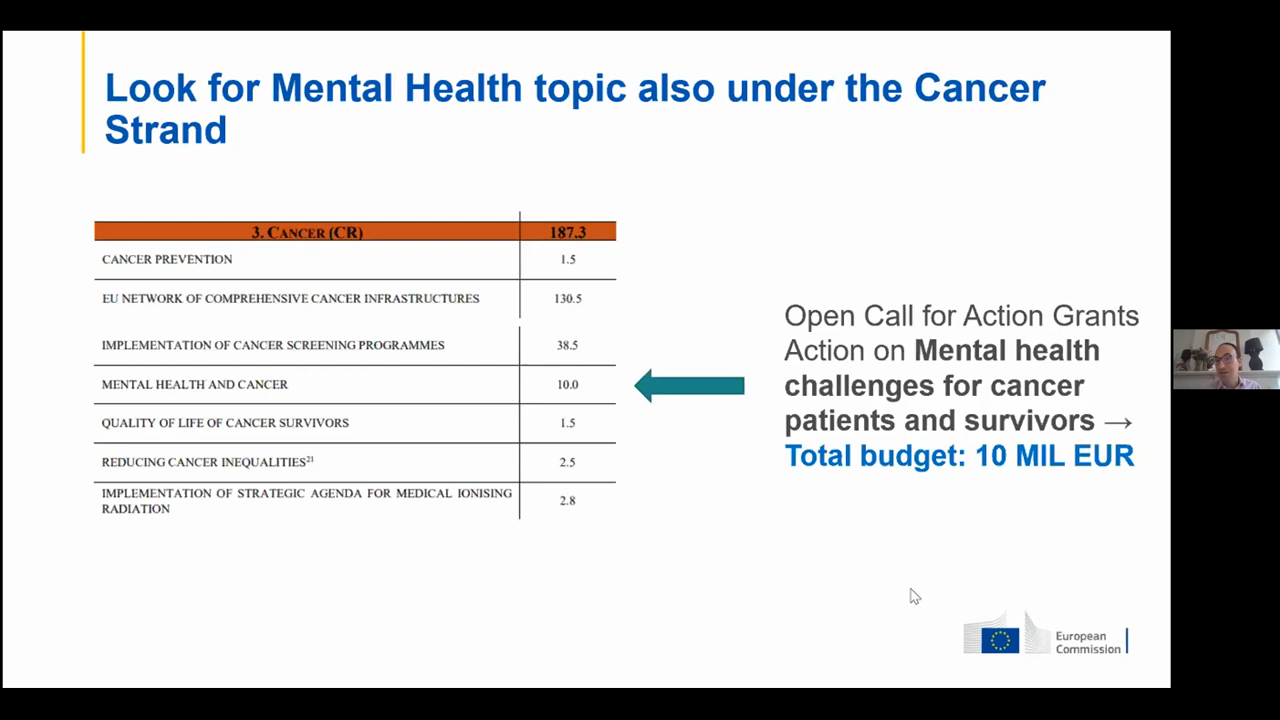 Look for Mental Health topic also under the Cancer
Strand
3. CANCER (CR) 187.3
CANCER PREVENTION 1.5
EU NETWORK OF COMPREHENSIVE CANCER INFRASTRUCTURES 130.5
IMPLEMENTATION OF CANCER SCREENING PROGRAMMES 38.5
MENTAL HEALTH AND CANCER 10.0
QUALITY OF LIFE OF CANCER SURVIVORS 1.5
REDUCING CANCER INEQUALITIES21 2.5
IMPLEMENTATION OF STRATEGIC AGENDA FOR MEDICAL IONISING
RADIATION 2.8
Open Call for Action Grants
Action on Mental health
challenges for cancer
patients and survivors →
Total budget: 10 MIL EUR
European
Commission